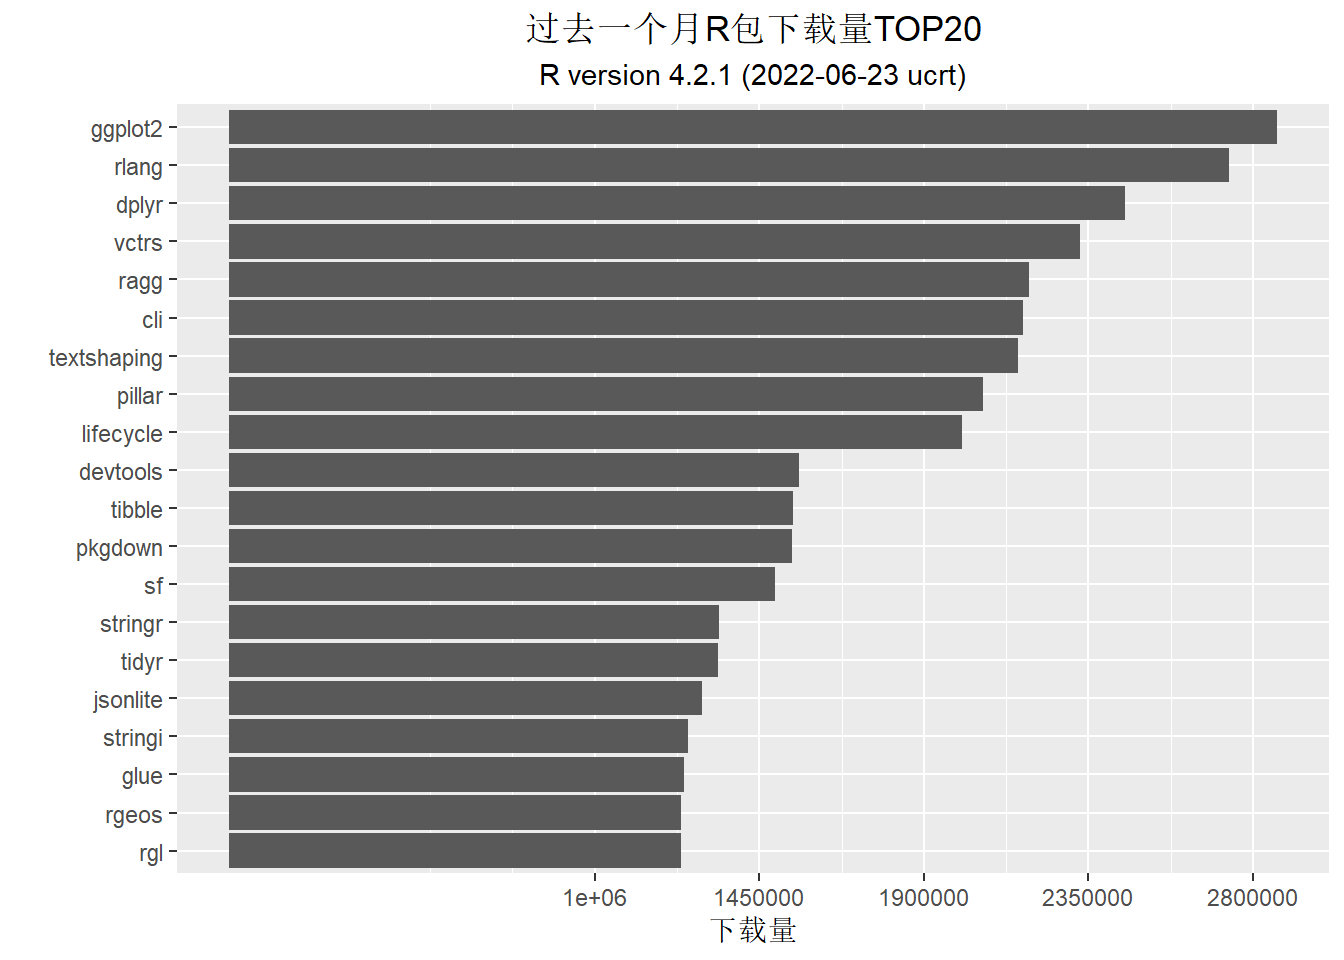 过去一个月R包下载量TOP20
R version 4.2.1 (2022-06-23 ucrt)
ggplot2
rlang
dplyr
vctrs
ragg
cli
textshaping
pillar
lifecycle
devtools
tibble
pkgdown
sf
stringr
tidyr
jsonlite
stringi
glue
rgeos
rgl
1e+06 1450000 1900000 2350000 2800000
下载量